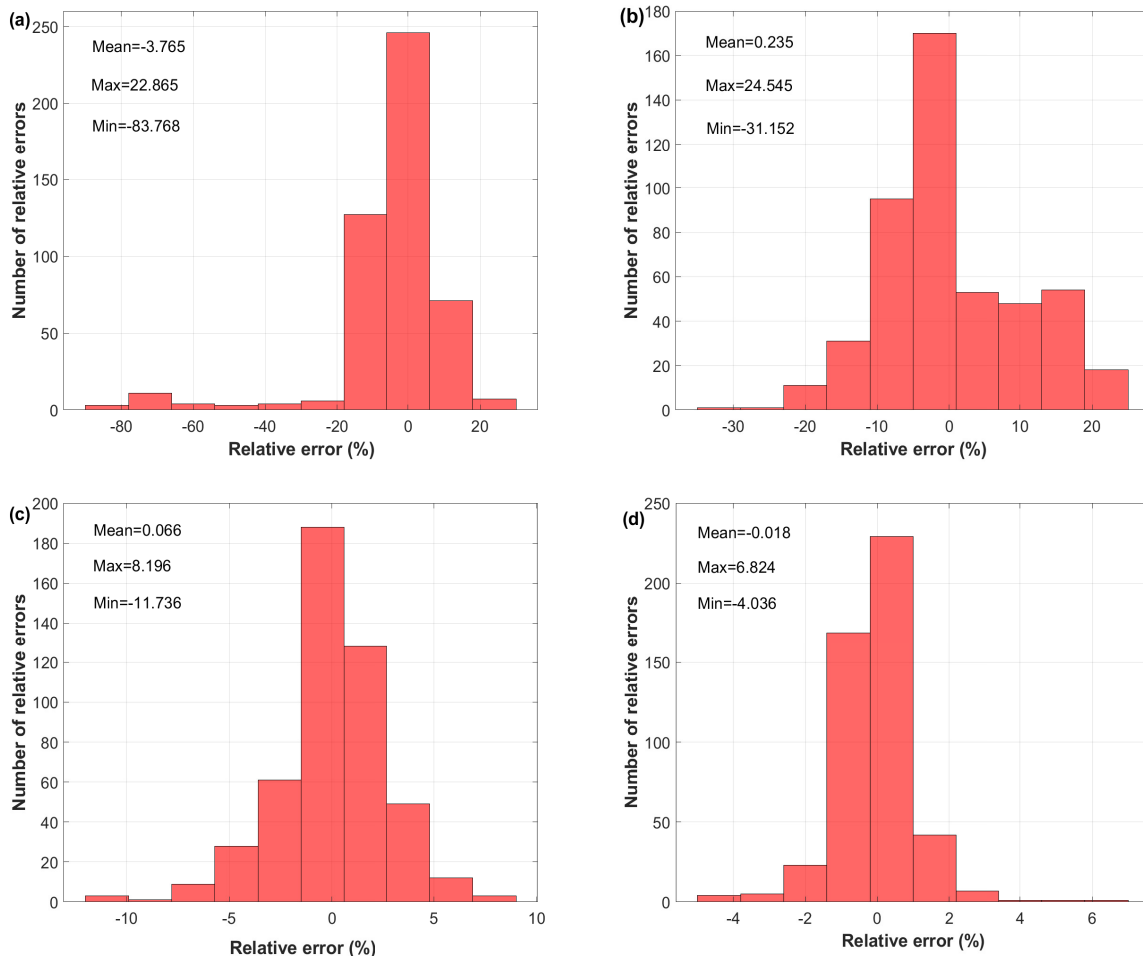 (a)
Mean=-3.765
Max=22.865
Min=-83.768
250
200
150
100
50
0
-80 -60 -40 -20 0 20
Number of relative errors
Relative error (%)
(b)
Mean=0.235
Max=24.545
Min=-31.152
180
160
140
120
100
80
60
40
20
0
-30 -20 -10 0 10 20
Number of relative errors
Relative error (%)
(c)
Mean=0.066
Max=8.196
Min=-11.736
200
180
160
140
120
100
80
60
40
20
0
-10 -5 0 5 10
Number of relative errors
Relative error (%)
(d)
Mean=-0.018
Max=6.824
Min=-4.036
250
200
150
100
50
0
-4 -2 0 2 4 6
Number of relative errors
Relative error (%)